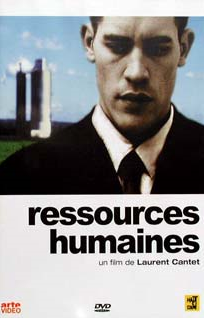 ressources
humaines
un film de Laurent Cantet
arte
VIDEO
DVD